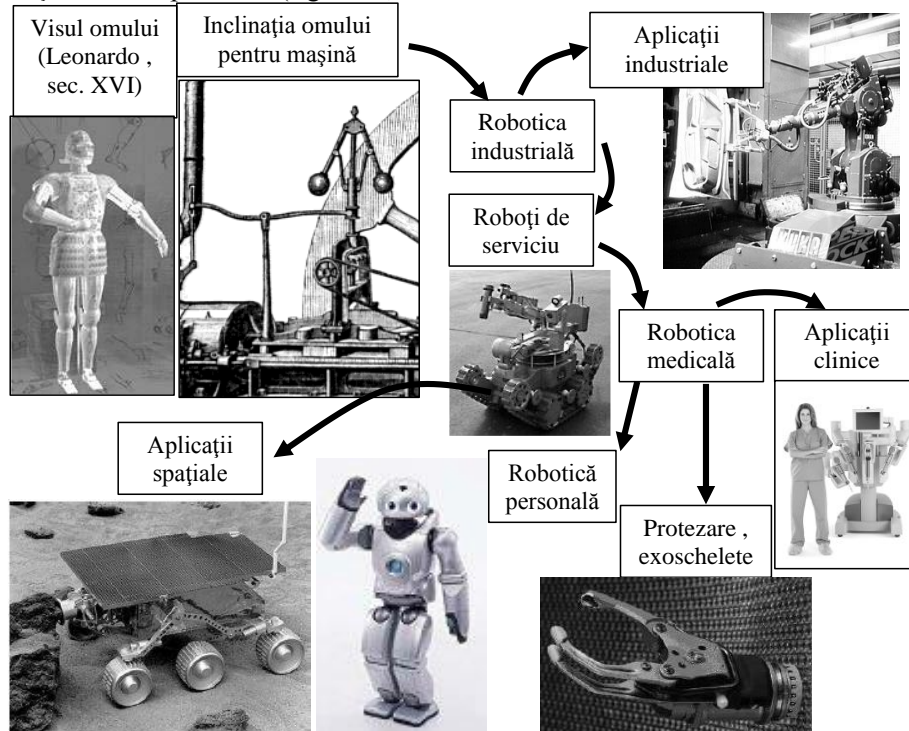 Visul omului
(Leonardo ,
sec. XVI)
Inclinaţia omului
pentru maşină
Aplicaţii
industriale
Robotica
industrială
Roboţi de
serviciu
Robotica
medicală
Aplicaţii
clinice
Aplicaţii
spaţiale
Robotică
personală
Protezare ,
exoschelete